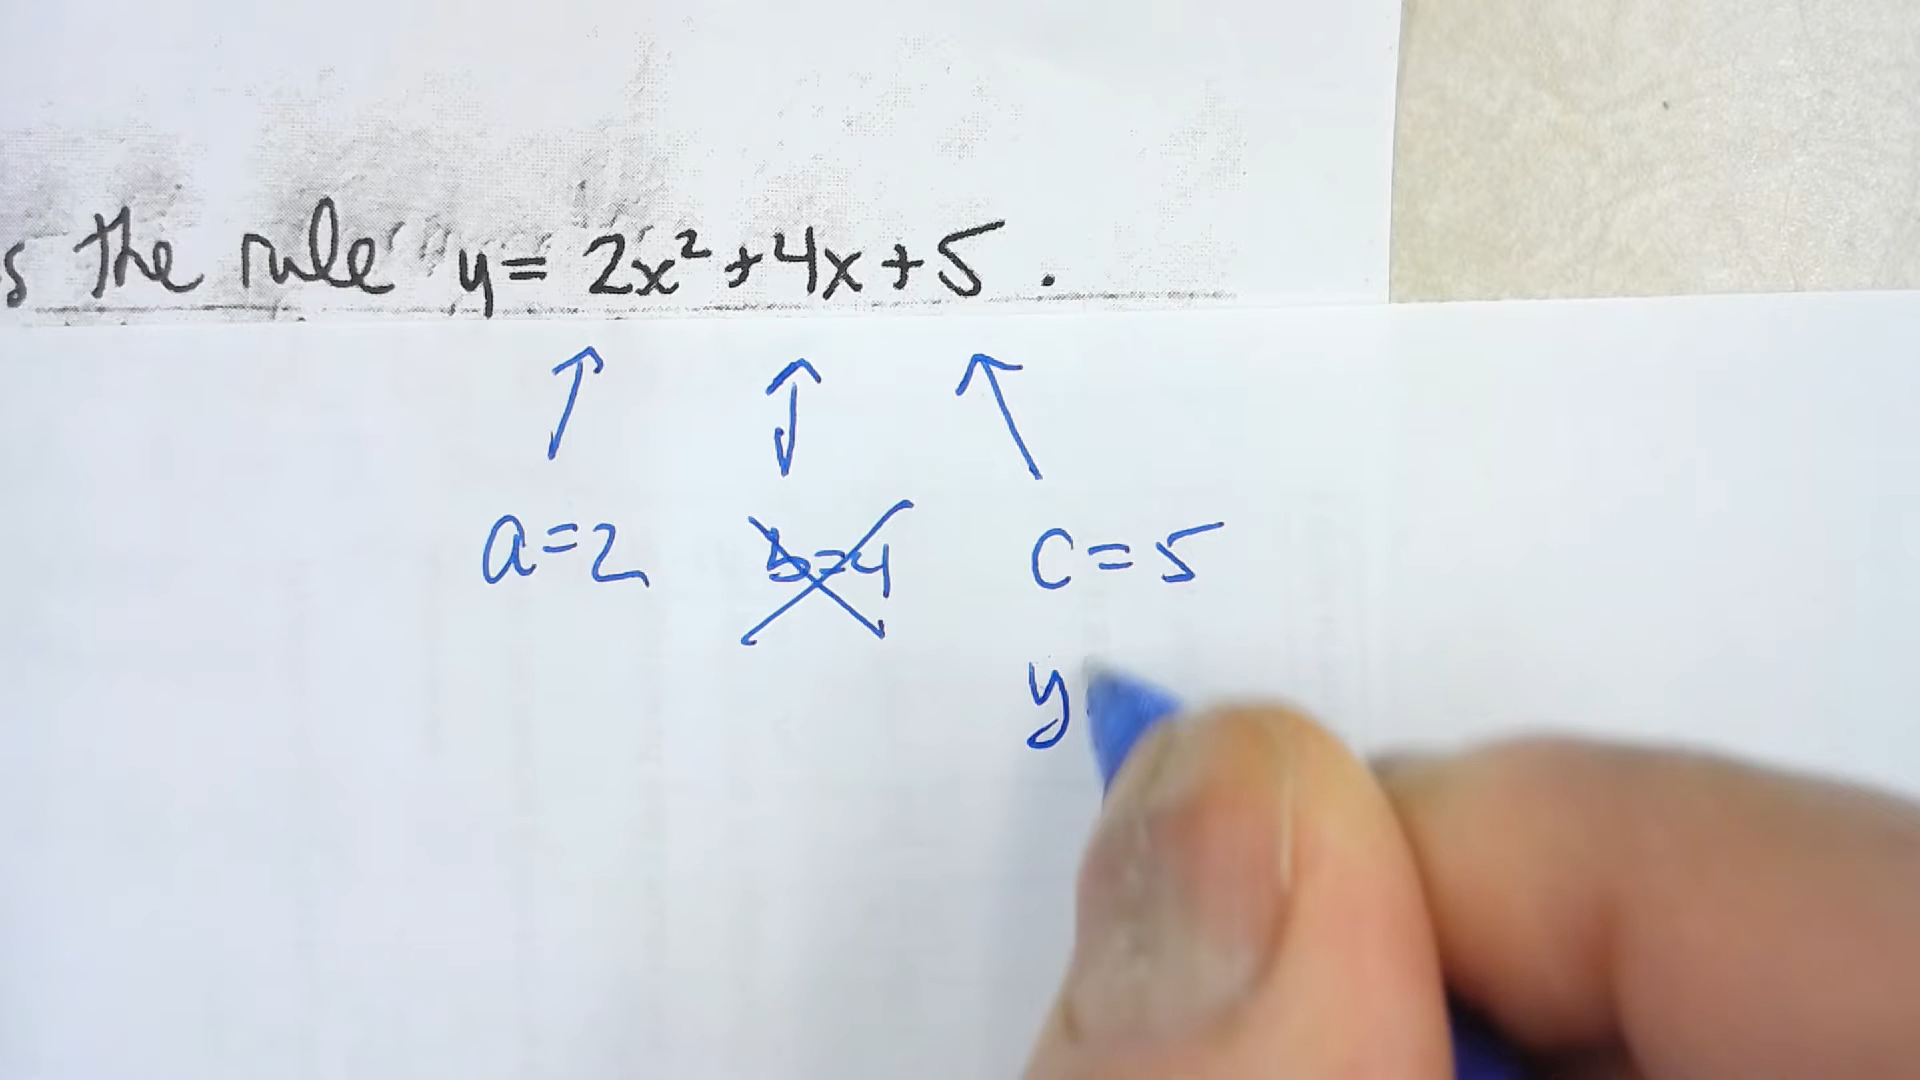 s the rule y = 2x² + 4x + 5 .
a = 2 b = 4 c = 5
y